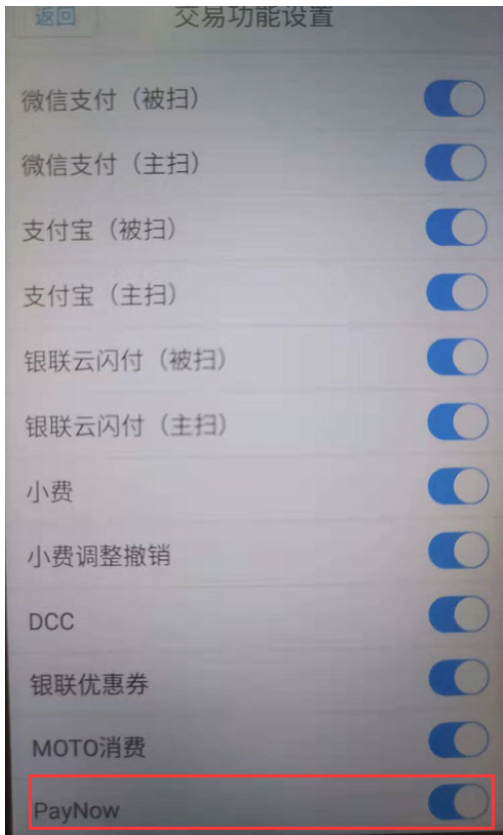 返回
交易功能设置
微信支付（被扫）
微信支付（主扫）
支付宝（被扫）
支付宝（主扫）
银联云闪付（被扫）
银联云闪付（主扫）
小费
小费调整撤销
DCC
银联优惠券
MOTO消费
PayNow